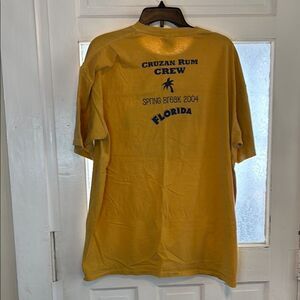 CRUZAN RUM
CREW
SPRING BREAK 2004
FLORIDA